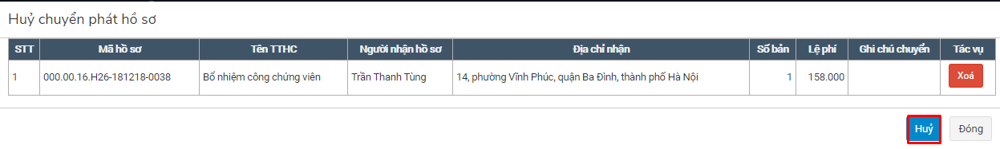 Huỷ chuyển phát hồ sơ
STT Mã hồ sơ Tên TTHC Người nhận hồ sơ Địa chỉ nhận Số bản Lệ phí Ghi chú chuyển Tác vụ
1 000.00.16.H26-181218-0038 Bổ nhiệm công chứng viên Trần Thanh Tùng 14, phường Vĩnh Phúc, quận Ba Đình, thành phố Hà Nội 1 158.000 Xoá
Huỷ Đóng